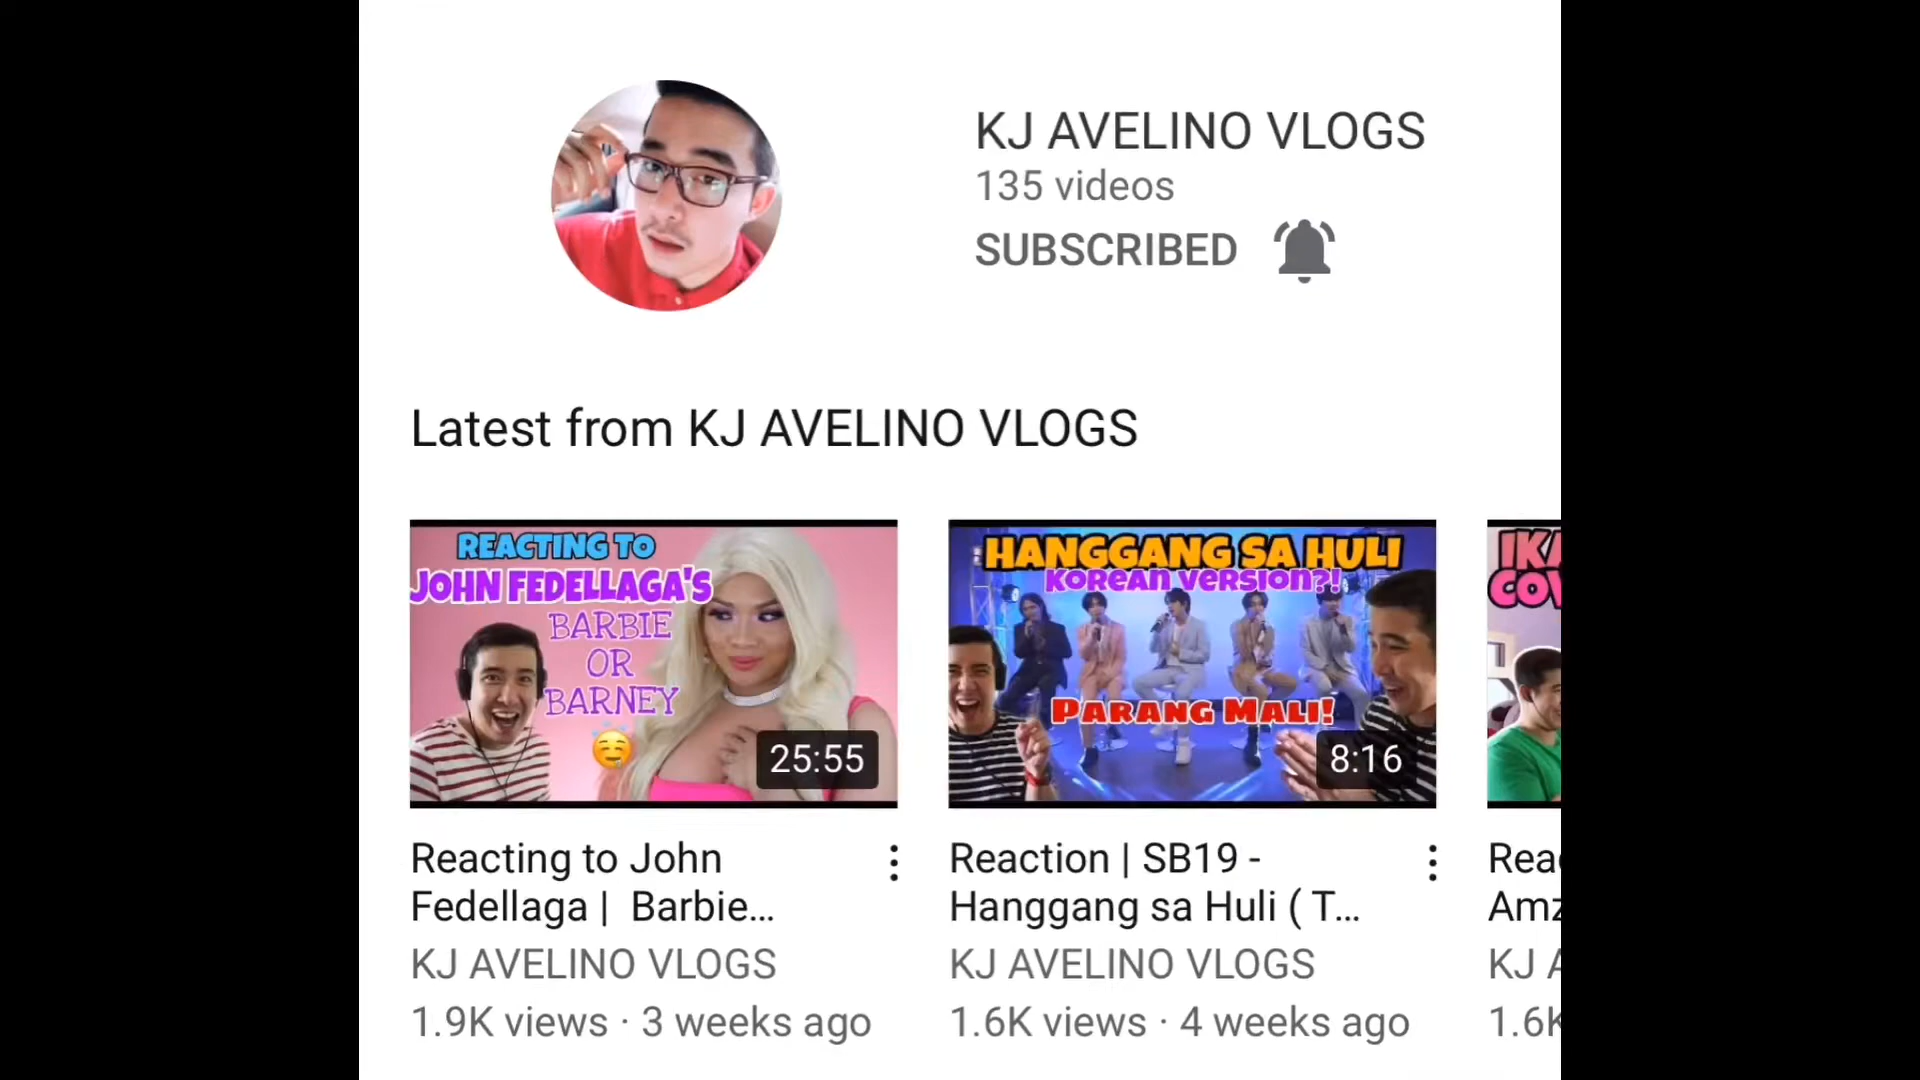 KJ AVELINO VLOGS
135 videos
SUBSCRIBED
Latest from KJ AVELINO VLOGS
REACTING TO
JOHN FEDELLAGA'S
BARBIE
OR
BARNEY
25:55
HANGGANG SA HULI
KOREAN VERSION?!
PARANG MALI!
8:16
Reacting to John
Fedellaga | Barbie...
KJ AVELINO VLOGS
1.9K views · 3 weeks ago
Reaction | SB19 -
Hanggang sa Huli ( T...
KJ AVELINO VLOGS
1.6K views · 4 weeks ago
KJ
1.6K